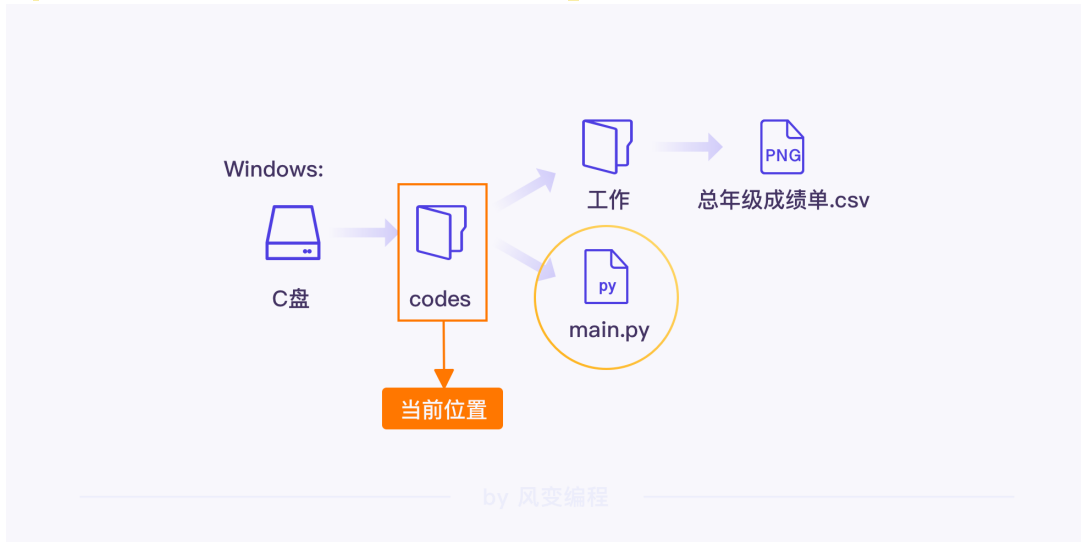 Windows:
C盘
codes
当前位置
工作
main.py
py
PNG
总年级成绩单.csv
by 风变编程